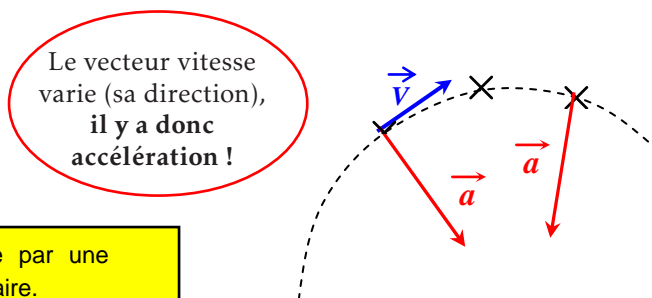 Le vecteur vitesse
varie (sa direction),
il y a donc
accélération !
V
a
a
par une
aire.